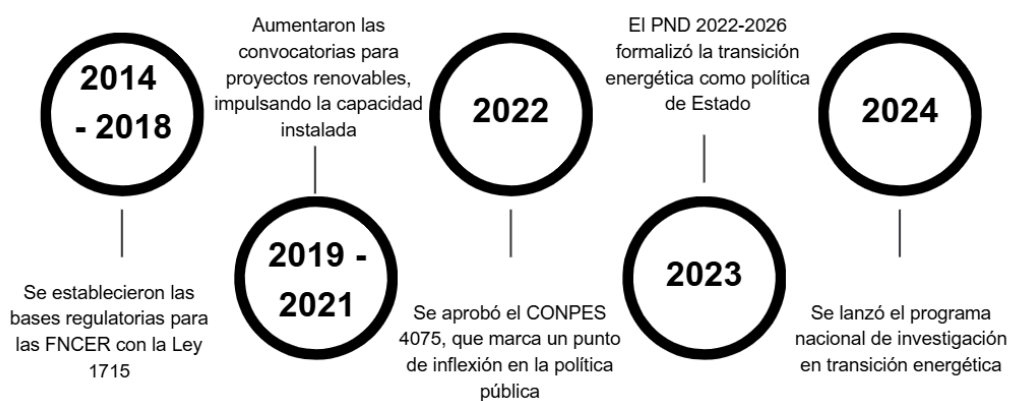 2014
- 2018
Se establecieron las
bases regulatorias para
las FNCER con la Ley
1715
Aumentaron las
convocatorias para
proyectos renovables,
impulsando la capacidad
instalada
2019 -
2021
2022
Se aprobó el CONPES
4075, que marca un punto
de inflexión en la política
pública
El PND 2022-2026
formalizó la transición
energética como política
de Estado
2023
2024
Se lanzó el programa
nacional de investigación
en transición energética